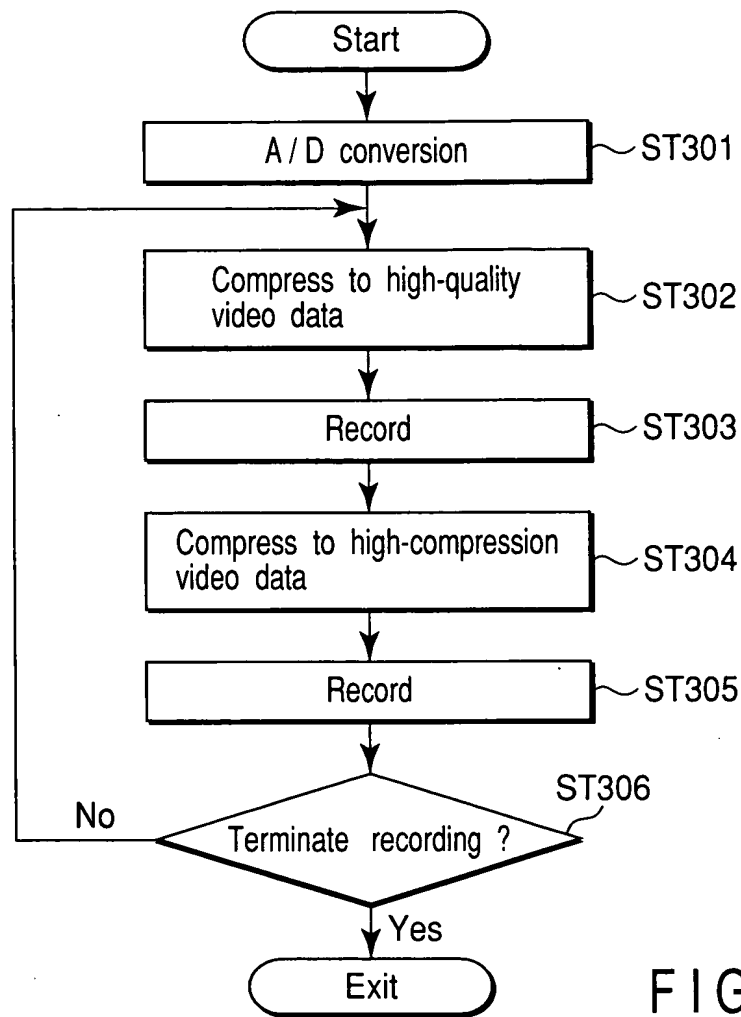 Start
A / D conversion
ST301
Compress to high-quality
video data
ST302
Record
ST303
Compress to high-compression
video data
ST304
Record
ST305
ST306
No
Terminate recording ?
Yes
Exit
FIG